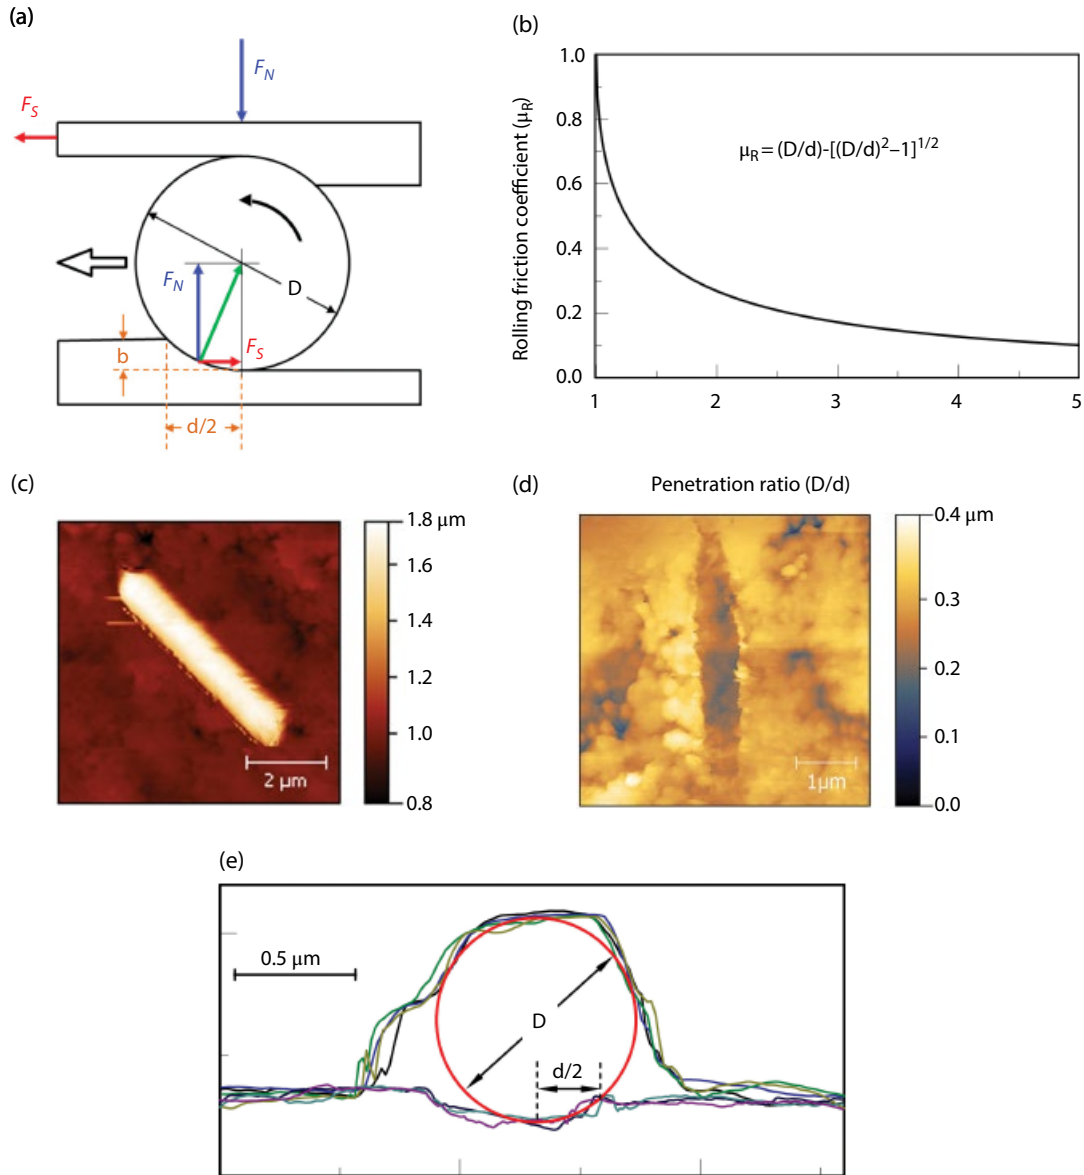 (a)
F_N
F_S
D
F_N
F_S
b
d/2
(b)
Rolling friction coefficient (μ_R)
1.0
0.8
0.6
0.4
0.2
0.0
μ_R = (D/d)-[(D/d)²–1]^1/2
1 2 3 4 5
Penetration ratio (D/d)
(c)
1.8 μm
1.6
1.4
1.2
1.0
0.8
2 μm
(d)
0.4 μm
0.3
0.2
0.1
0.0
1μm
(e)
0.5 μm
D
d/2